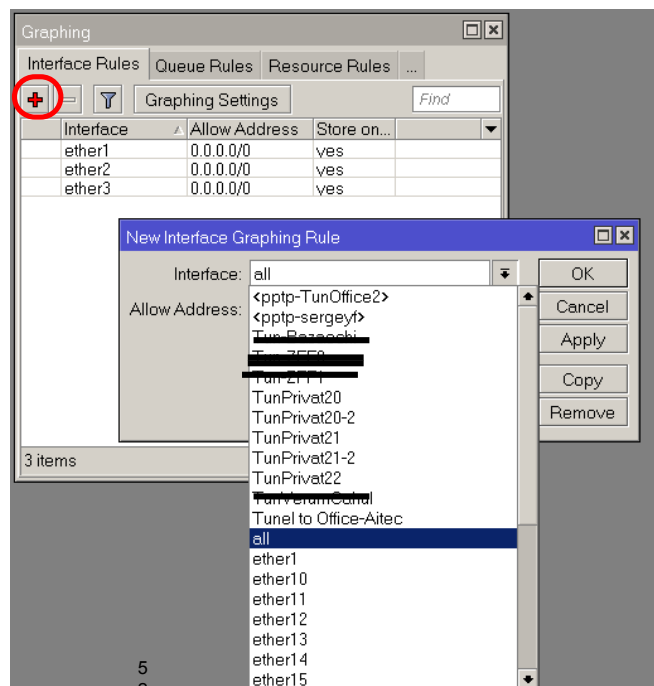 Graphing
Interface Rules Queue Rules Resource Rules ...
Graphing Settings Find
Interface Allow Address Store on...
ether1 0.0.0.0/0 yes
ether2 0.0.0.0/0 yes
ether3 0.0.0.0/0 yes
New Interface Graphing Rule
Interface: all OK
Allow Address: Cancel
Apply
Copy
Remove
<pptp-TunOffice2>
<pptp-sergeyf>
TunPrivat20
TunPrivat20-2
TunPrivat21
TunPrivat21-2
TunPrivat22
Tunel to Office-Aitec
all
ether1
ether10
ether11
ether12
ether13
ether14
ether15
3 items
5